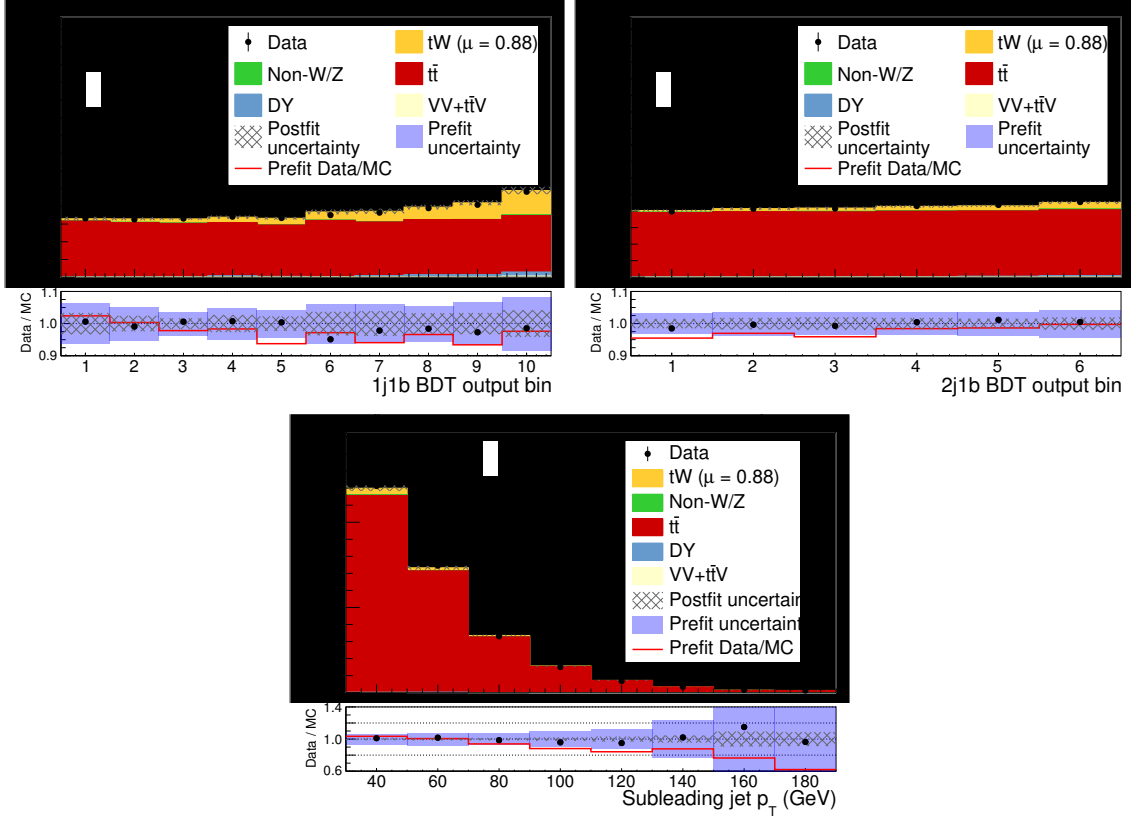 Data
tW (μ = 0.88)
Non-W/Z
tt̄
DY
VV+tt̄V
Postfit uncertainty
Prefit uncertainty
Prefit Data/MC
Data / MC
1.1
1.0
0.9
1 2 3 4 5 6 7 8 9 10
1j1b BDT output bin
Data
tW (μ = 0.88)
Non-W/Z
tt̄
DY
VV+tt̄V
Postfit uncertainty
Prefit uncertainty
Prefit Data/MC
Data / MC
1.1
1.0
0.9
1 2 3 4 5 6
2j1b BDT output bin
Data
tW (μ = 0.88)
Non-W/Z
tt̄
DY
VV+tt̄V
Postfit uncertain
Prefit uncertaint
Prefit Data/MC
Data / MC
1.4
1.0
0.6
40 60 80 100 120 140 160 180
Subleading jet p_T (GeV)